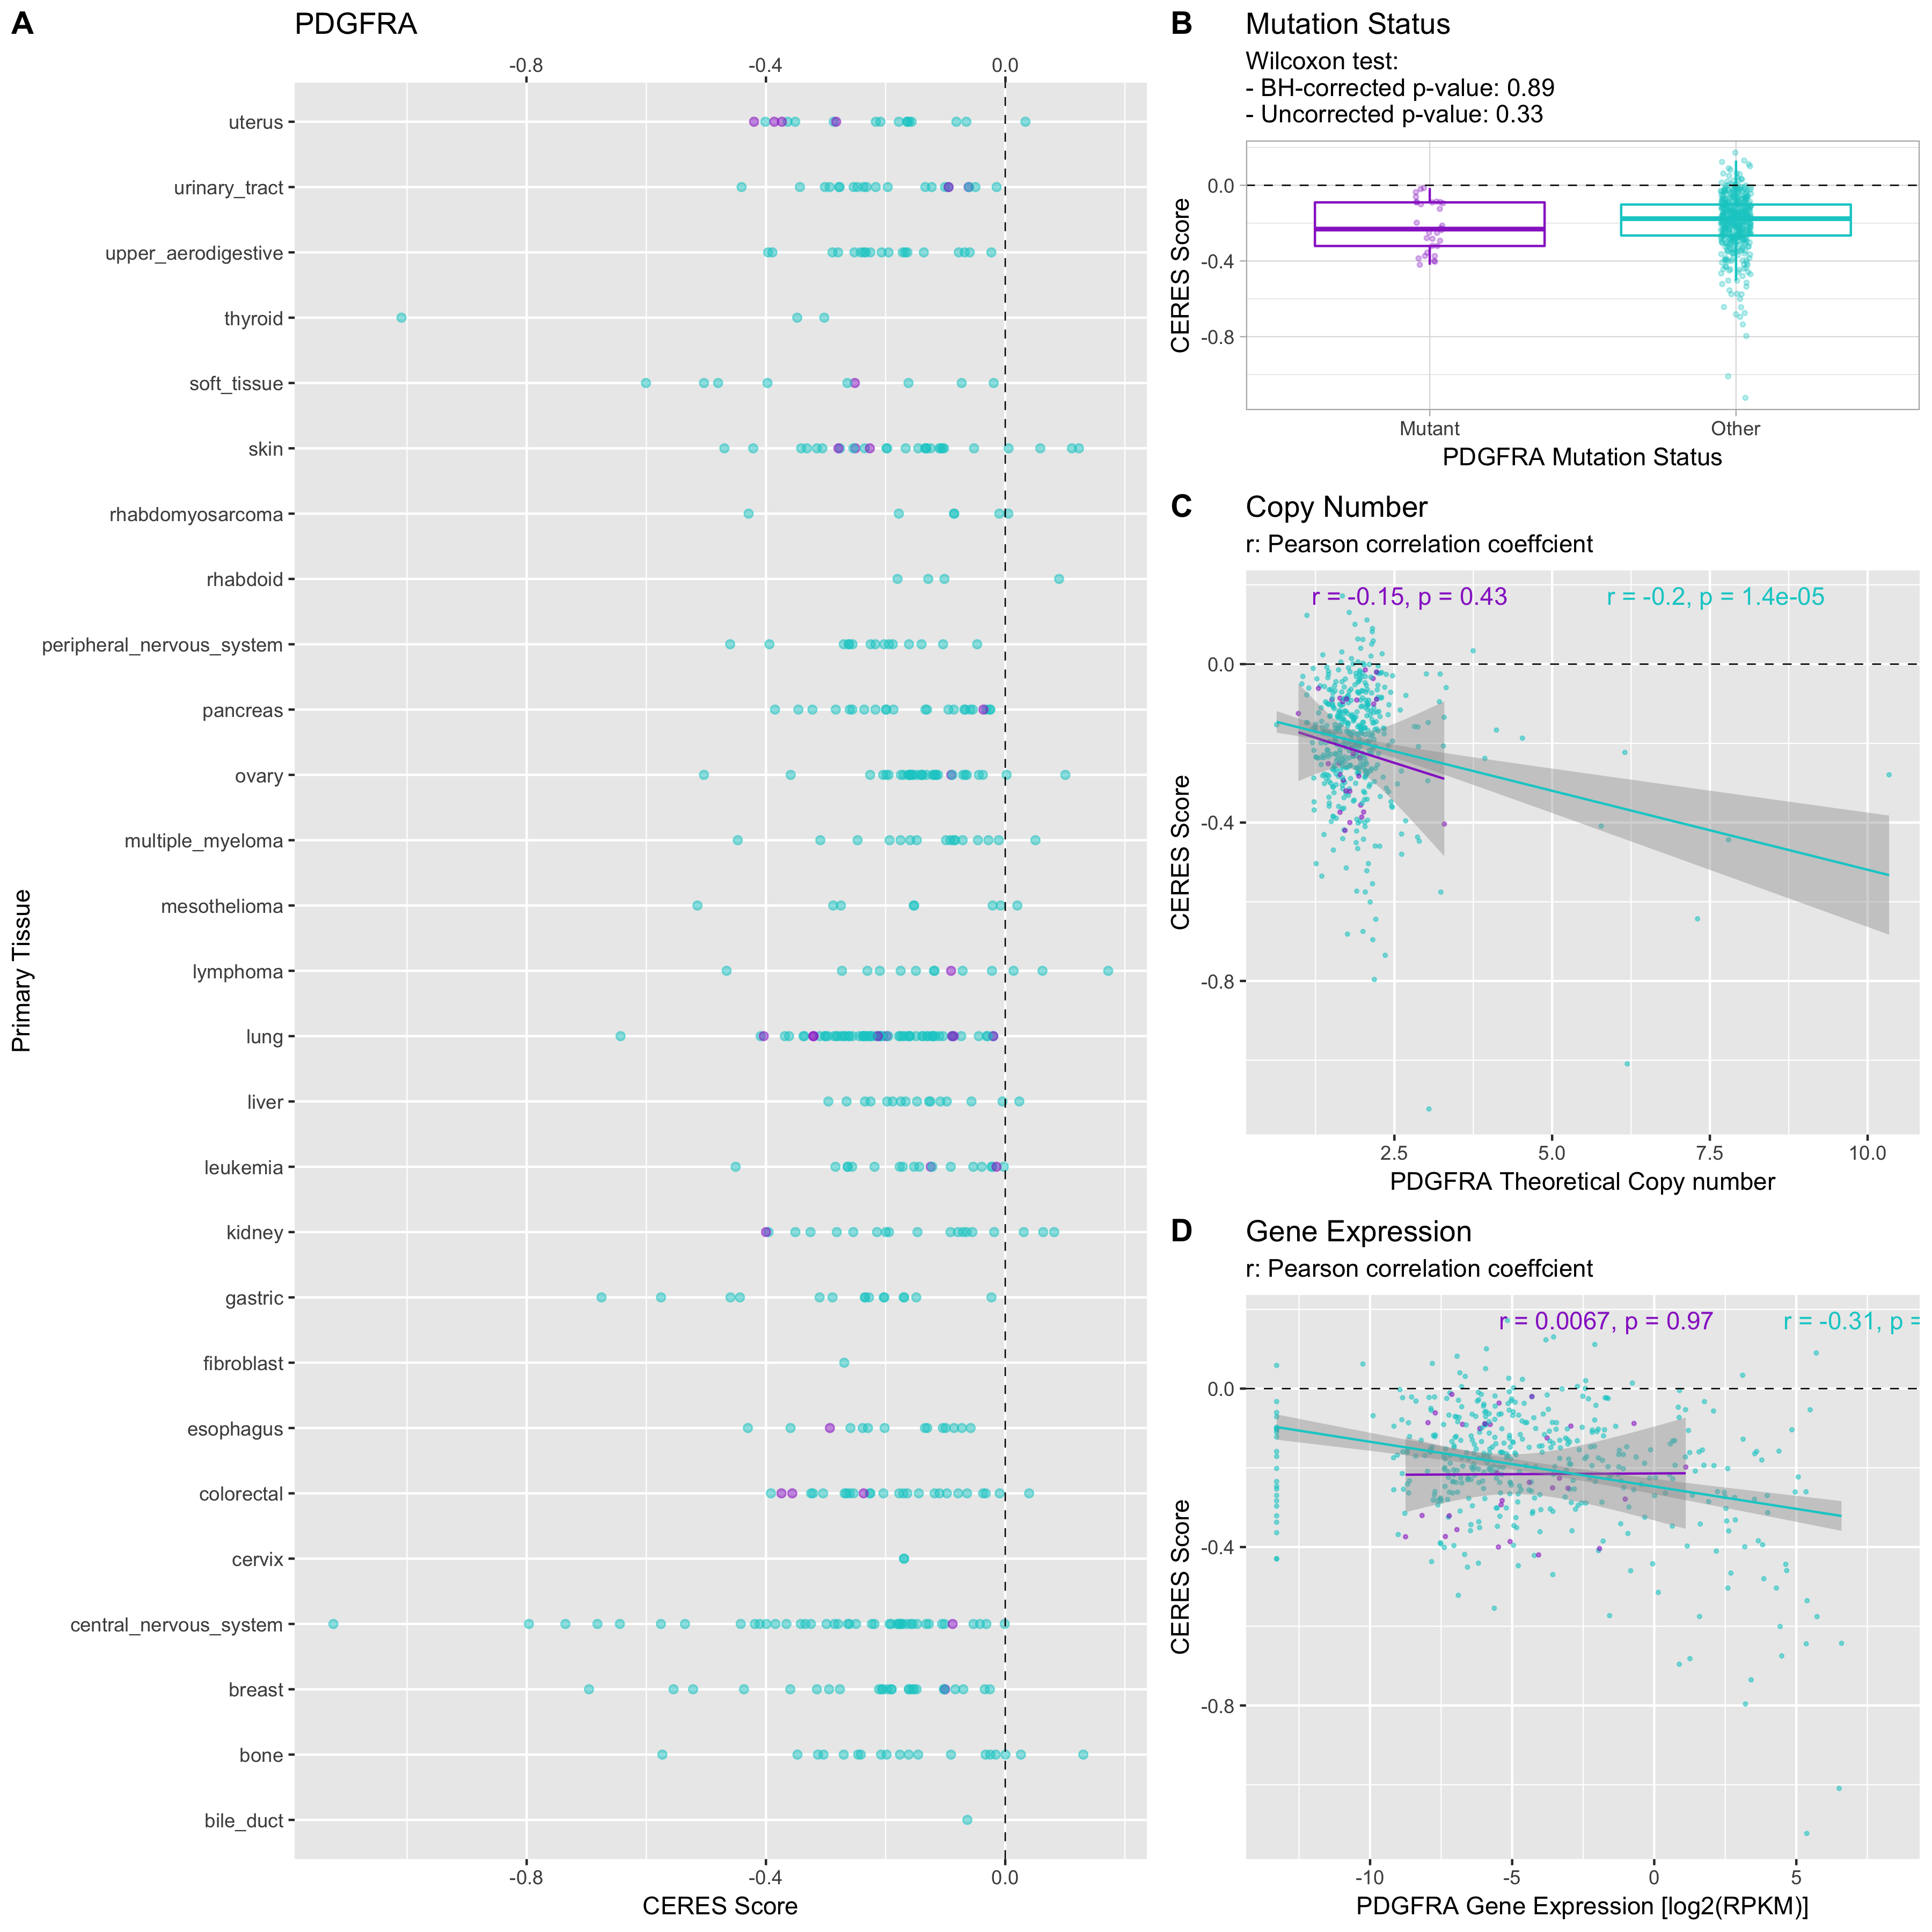 A
PDGFRA
-0.8 -0.4 0.0
uterus
urinary_tract
upper_aerodigestive
thyroid
soft_tissue
skin
rhabdomyosarcoma
rhabdoid
peripheral_nervous_system
pancreas
ovary
multiple_myeloma
mesothelioma
lymphoma
lung
liver
leukemia
kidney
gastric
fibroblast
esophagus
colorectal
cervix
central_nervous_system
breast
bone
bile_duct
Primary Tissue
-0.8 -0.4 0.0
CERES Score
B
Mutation Status
Wilcoxon test:
- BH-corrected p-value: 0.89
- Uncorrected p-value: 0.33
0.0
-0.4
-0.8
CERES Score
Mutant Other
PDGFRA Mutation Status
C
Copy Number
r: Pearson correlation coeffcient
r = -0.15, p = 0.43 r = -0.2, p = 1.4e-05
0.0
-0.4
-0.8
CERES Score
2.5 5.0 7.5 10.0
PDGFRA Theoretical Copy number
D
Gene Expression
r: Pearson correlation coeffcient
r = 0.0067, p = 0.97 r = -0.31, p =
0.0
-0.4
-0.8
CERES Score
-10 -5 0 5
PDGFRA Gene Expression [log2(RPKM)]